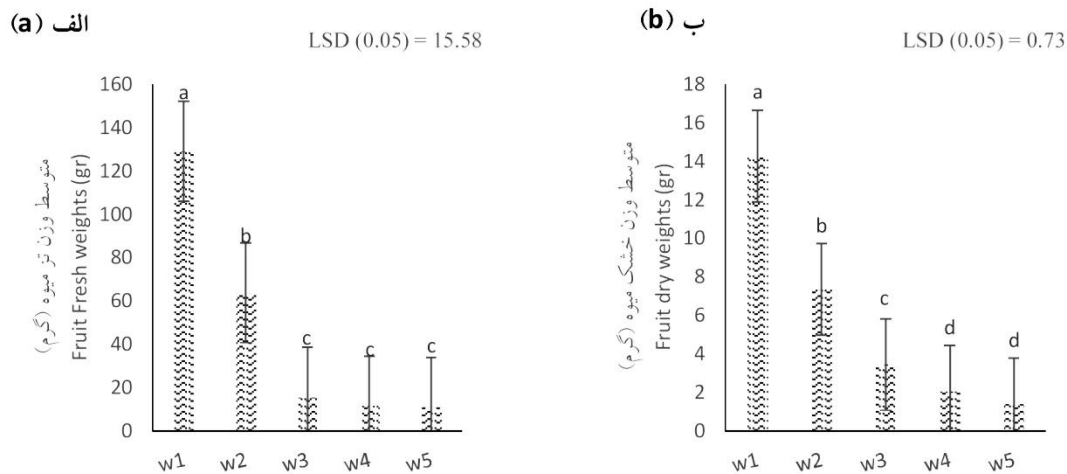 الف (a)
LSD (0.05) = 15.58
متوسط وزن تر میوه (گرم)
Fruit Fresh weights (gr)
160
140
120
100
80
60
40
20
0
a
b
c
c
c
w1 w2 w3 w4 w5
ب (b)
LSD (0.05) = 0.73
متوسط وزن خشک میوه (گرم)
Fruit dry weights (gr)
18
16
14
12
10
8
6
4
2
0
a
b
c
d
d
w1 w2 w3 w4 w5